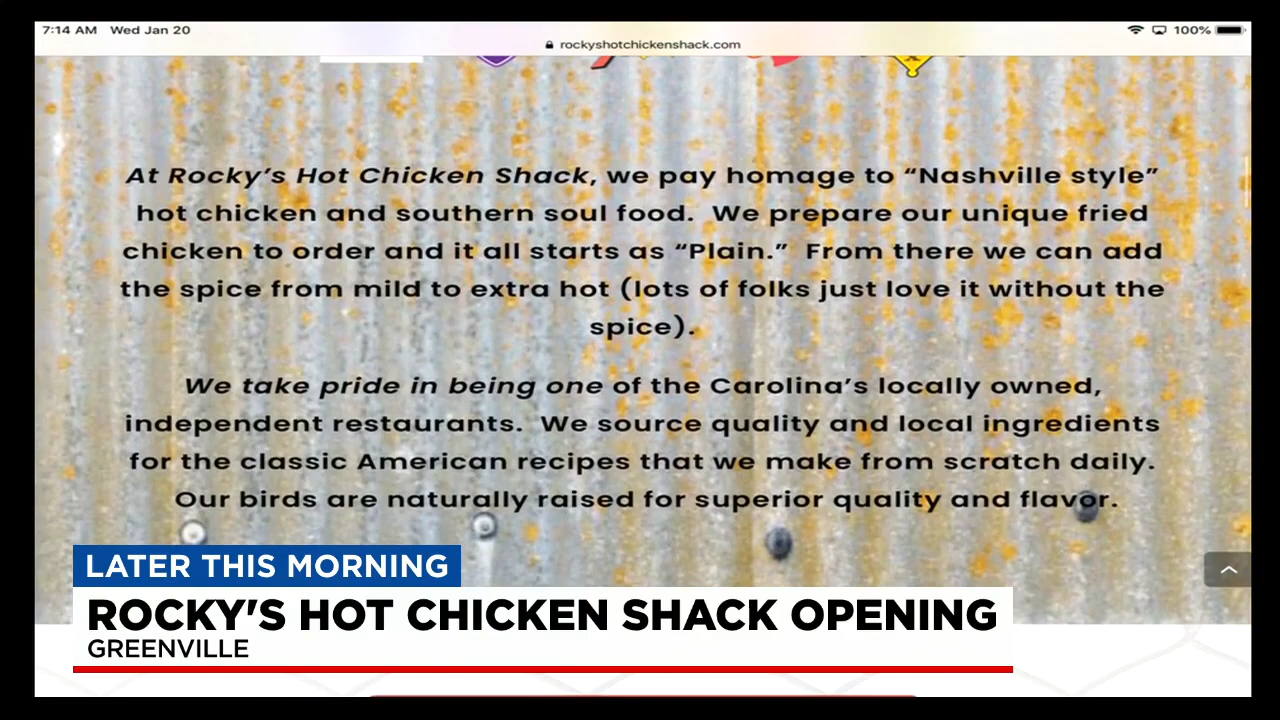 7:14 AM Wed Jan 20
100%
rockyshotchickenshack.com
At Rocky's Hot Chicken Shack, we pay homage to “Nashville style”
hot chicken and southern soul food. We prepare our unique fried
chicken to order and it all starts as “Plain.” From there we can add
the spice from mild to extra hot (lots of folks just love it without the
spice).
We take pride in being one of the Carolina's locally owned,
independent restaurants. We source quality and local ingredients
for the classic American recipes that we make from scratch daily.
Our birds are naturally raised for superior quality and flavor.
LATER THIS MORNING
ROCKY'S HOT CHICKEN SHACK OPENING
GREENVILLE